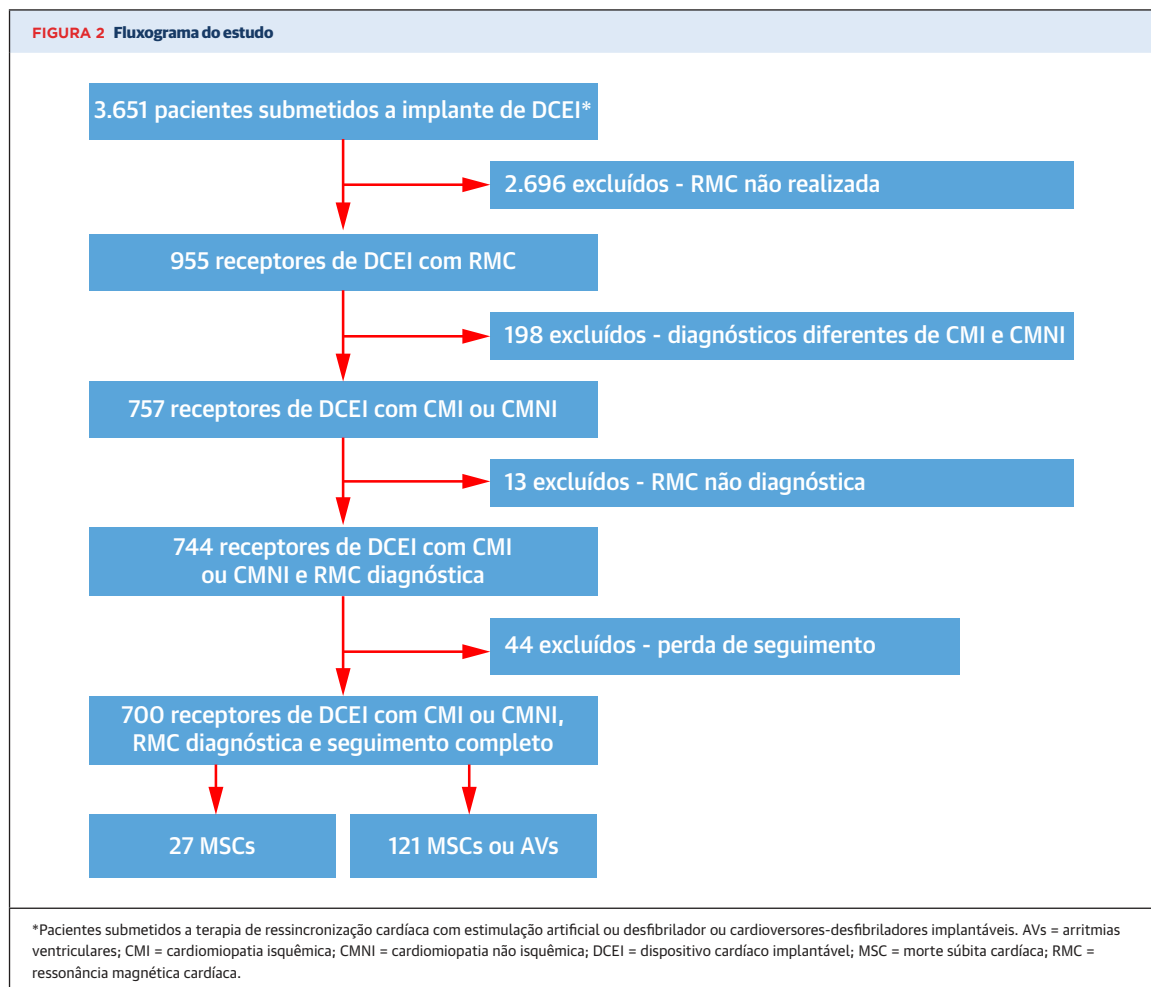 FIGURA 2 Fluxograma do estudo
3.651 pacientes submetidos a implante de DCEI*
2.696 excluídos - RMC não realizada
955 receptores de DCEI com RMC
198 excluídos - diagnósticos diferentes de CMI e CMNI
757 receptores de DCEI com CMI ou CMNI
13 excluídos - RMC não diagnóstica
744 receptores de DCEI com CMI
ou CMNI e RMC diagnóstica
44 excluídos - perda de seguimento
700 receptores de DCEI com CMI ou CMNI,
RMC diagnóstica e seguimento completo
27 MSCs
121 MSCs ou AVs
*Pacientes submetidos a terapia de ressincronização cardíaca com estimulação artificial ou desfibrilador ou cardioversores-desfibriladores implantáveis. AVs = arritmias
ventriculares; CMI = cardiomiopatia isquêmica; CMNI = cardiomiopatia não isquêmica; DCEI = dispositivo cardíaco implantável; MSC = morte súbita cardíaca; RMC =
ressonância magnética cardíaca.